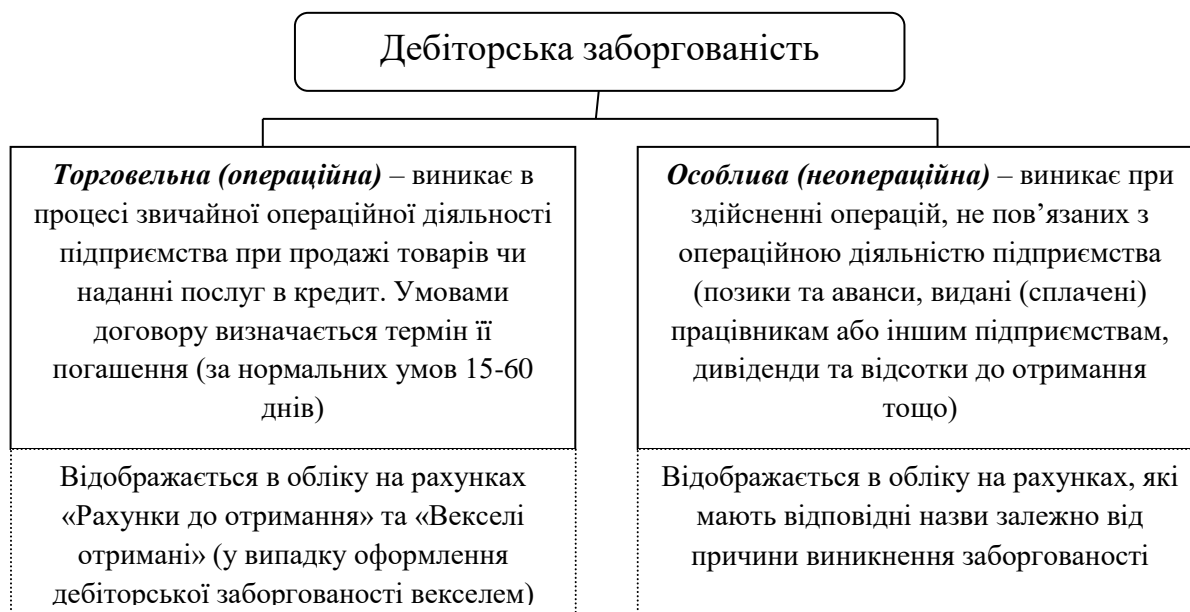 Дебіторська заборгованість
Торговельна (операційна) – виникає в
процесі звичайної операційної діяльності
підприємства при продажі товарів чи
наданні послуг в кредит. Умовами
договору визначається термін її
погашення (за нормальних умов 15-60
днів)
Відображається в обліку на рахунках
«Рахунки до отримання» та «Векселі
отримані» (у випадку оформлення
дебіторської заборгованості векселем)
Особлива (неопераційна) – виникає при
здійсненні операцій, не пов’язаних з
операційною діяльністю підприємства
(позики та аванси, видані (сплачені)
працівникам або іншим підприємствам,
дивіденди та відсотки до отримання
тощо)
Відображається в обліку на рахунках, які
мають відповідні назви залежно від
причини виникнення заборгованості